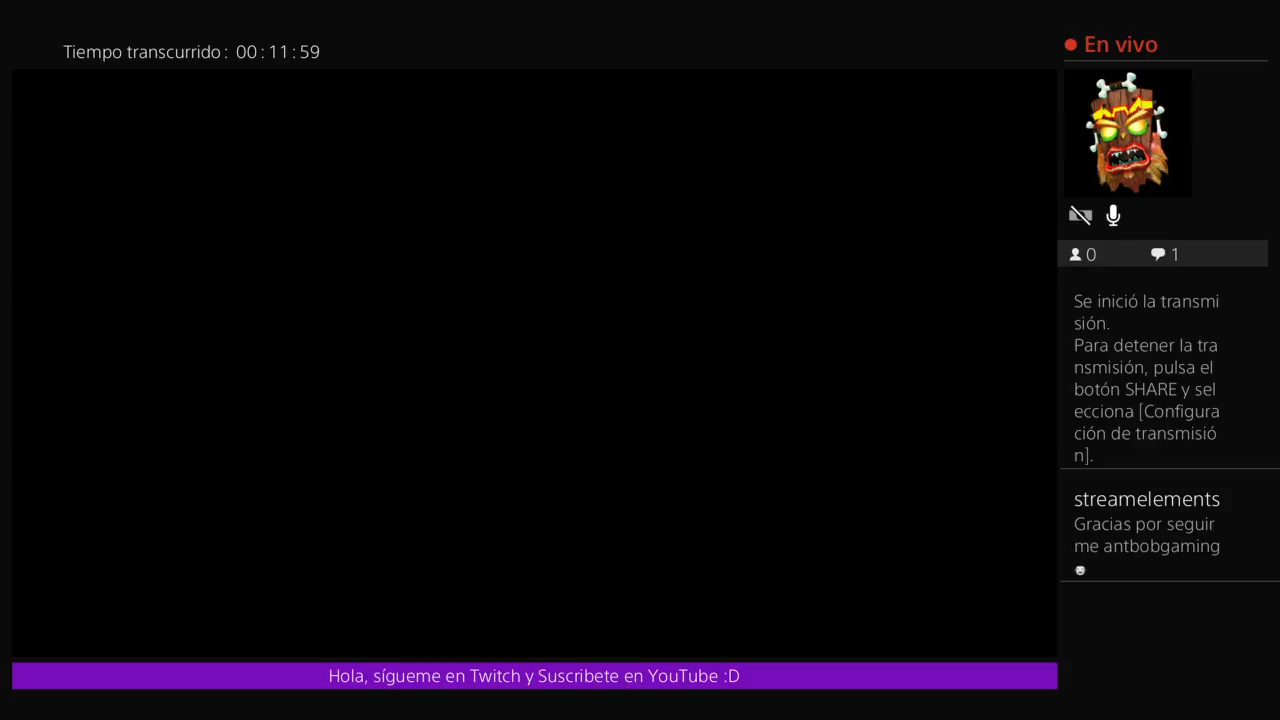 Tiempo transcurrido : 00 : 11 : 59
En vivo
0 1
Se inició la transmi
sión.
Para detener la tra
nsmisión, pulsa el
botón SHARE y sel
ecciona [Configura
ción de transmisió
n].
streamelements
Gracias por seguir
me antbobgaming
Hola, sígueme en Twitch y Suscribete en YouTube :D